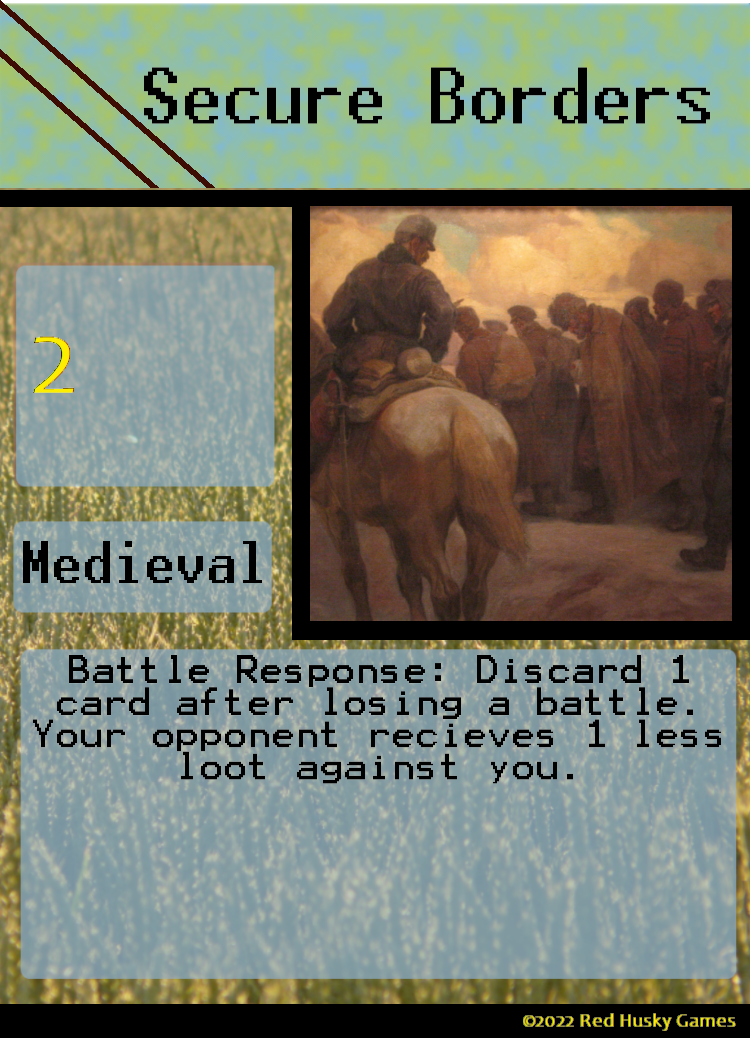 Secure Borders
2
Medieval
Battle Response: Discard 1
card after losing a battle.
Your opponent recieves 1 less
loot against you.
©2022 Red Husky Games